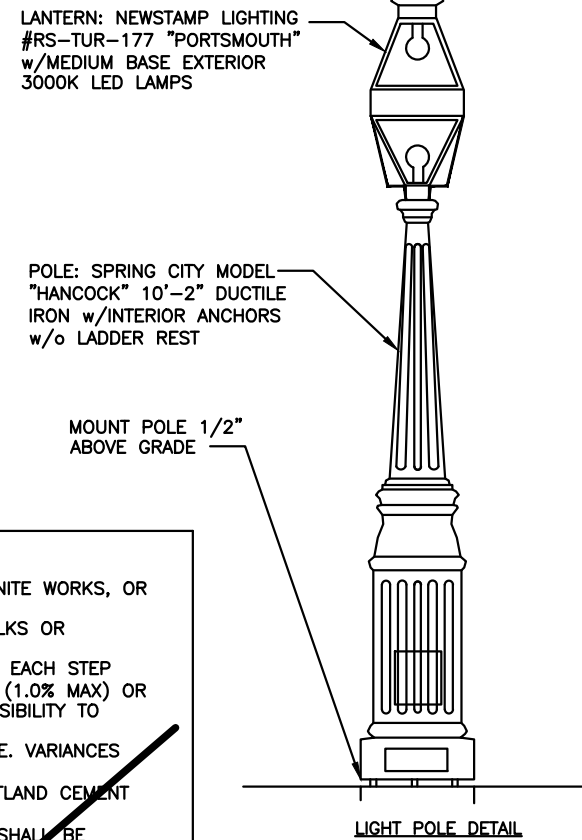 LANTERN: NEWSTAMP LIGHTING
#RS-TUR-177 "PORTSMOUTH"
w/MEDIUM BASE EXTERIOR
3000K LED LAMPS
POLE: SPRING CITY MODEL
"HANCOCK" 10'-2" DUCTILE
IRON w/INTERIOR ANCHORS
w/o LADDER REST
MOUNT POLE 1/2"
ABOVE GRADE
NITE WORKS, OR
LKS OR
EACH STEP
(1.0% MAX) OR
SIBILITY TO
E. VARIANCES
TLAND CEMENT
SHALL BE
LIGHT POLE DETAIL